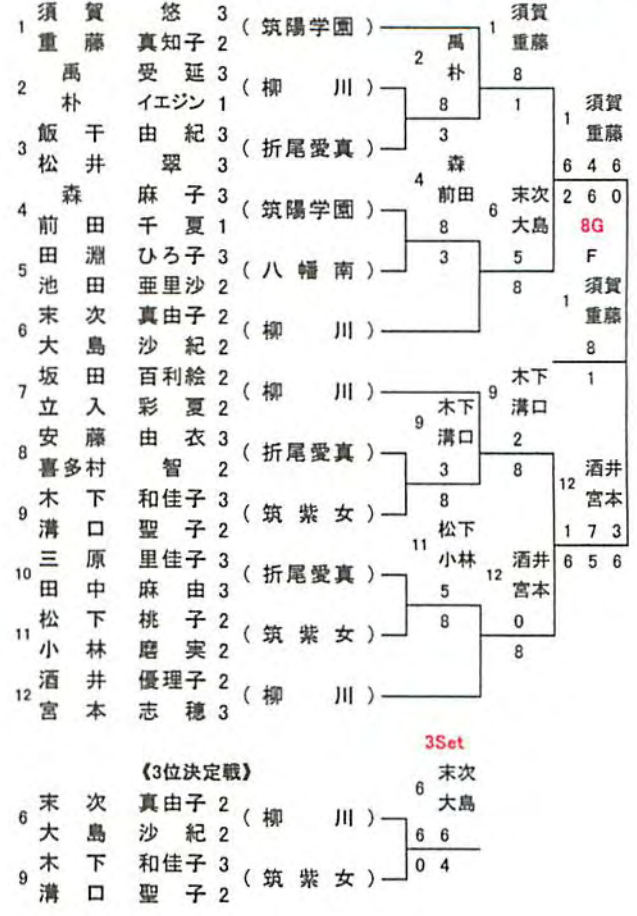 1 須賀 悠 3 (筑陽学園)
重藤 真知子 2
2 禹 受延 3 (柳川)
朴 イエジン 1
3 飯干 由紀 3 (折尾愛真)
松井 翠 3
4 森 麻子 3 (筑陽学園)
前田 千夏 1
5 田淵 ひろ子 3 (八幡南)
池田 亜里沙 2
6 末次 真由子 2 (柳川)
大島 沙紀 2
7 坂田 百利絵 2 (柳川)
立入 彩夏 2
8 安藤 由衣 3 (折尾愛真)
喜多村 智 2
9 木下 和佳子 3 (筑紫女)
溝口 聖子 2
10 三原 里佳子 3 (折尾愛真)
田中 麻由 3
11 松下 桃子 2 (筑紫女)
小林 磨実 2
12 酒井 優理子 2 (柳川)
宮本 志穂 3
2 禹
朴
8
3
4 森
前田
8
3
9 木下
溝口
3
8
11 松下
小林
5
8
1 須賀
重藤
8
1
6 末次
大島
5
8
9 木下
溝口
2
8
12 酒井
宮本
0
8
1 須賀
重藤
6 4 6
2 6 0
8G
F
1 須賀
重藤
8
1
12 酒井
宮本
1 7 3
6 5 6
3Set
《3位決定戦》
6 末次 真由子 2 (柳川)
大島 沙紀 2
9 木下 和佳子 3 (筑紫女)
溝口 聖子 2
6 末次
大島
6 6
0 4